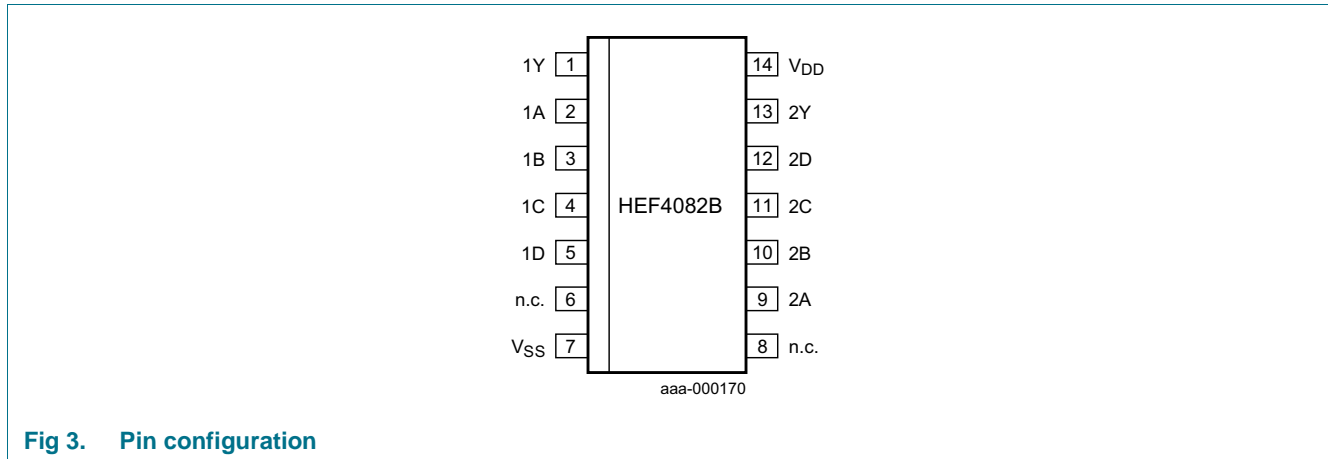 1Y 1 14 VDD
1A 2 13 2Y
1B 3 12 2D
1C 4 HEF4082B 11 2C
1D 5 10 2B
n.c. 6 9 2A
VSS 7 8 n.c.
aaa-000170
Fig 3. Pin configuration